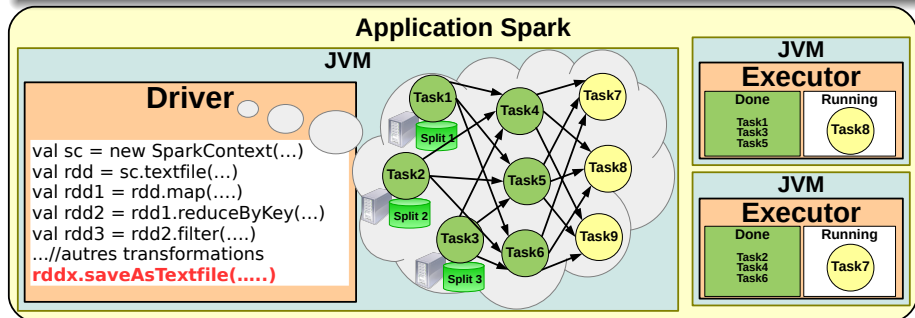 Application Spark
JVM
Driver
val sc = new SparkContext(...)
val rdd = sc.textfile(...)
val rdd1 = rdd.map(....)
val rdd2 = rdd1.reduceByKey(...)
val rdd3 = rdd2.filter(....)
...//autres transformations
rddx.saveAsTextfile(.....)
Task1
Split 1
Task2
Split 2
Task3
Split 3
Task4
Task5
Task6
Task7
Task8
Task9
JVM
Executor
Done
Running
Task1
Task3
Task5
Task8
JVM
Executor
Done
Running
Task2
Task4
Task6
Task7